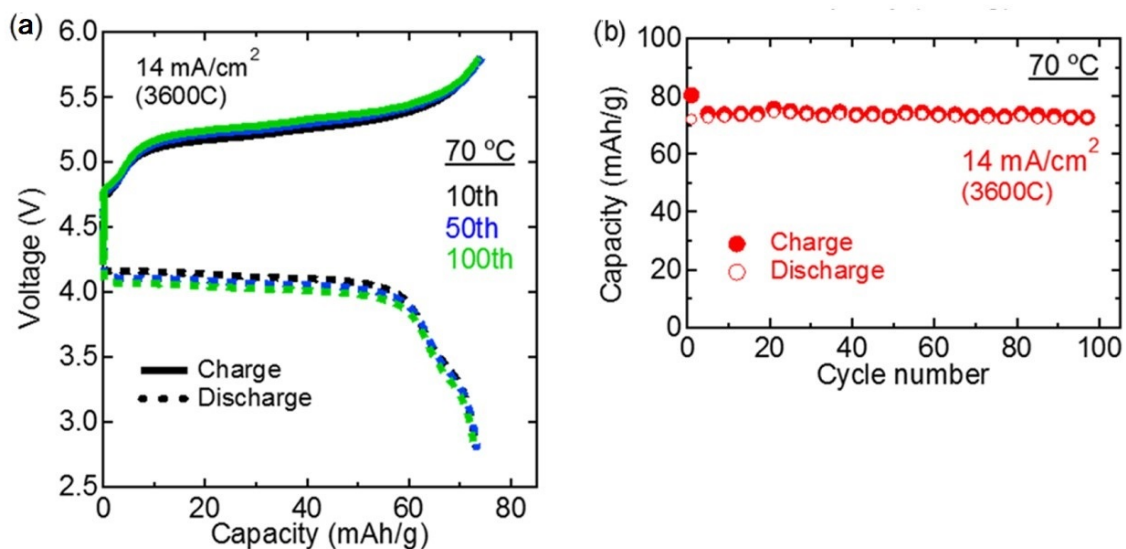 (a)
6.0
5.5
5.0
4.5
4.0
3.5
3.0
2.5
Voltage (V)
14 mA/cm²
(3600C)
70 °C
10th
50th
100th
Charge
Discharge
0 20 40 60 80
Capacity (mAh/g)
(b)
100
80
60
40
20
0
Capacity (mAh/g)
70 °C
14 mA/cm²
(3600C)
Charge
Discharge
0 20 40 60 80 100
Cycle number